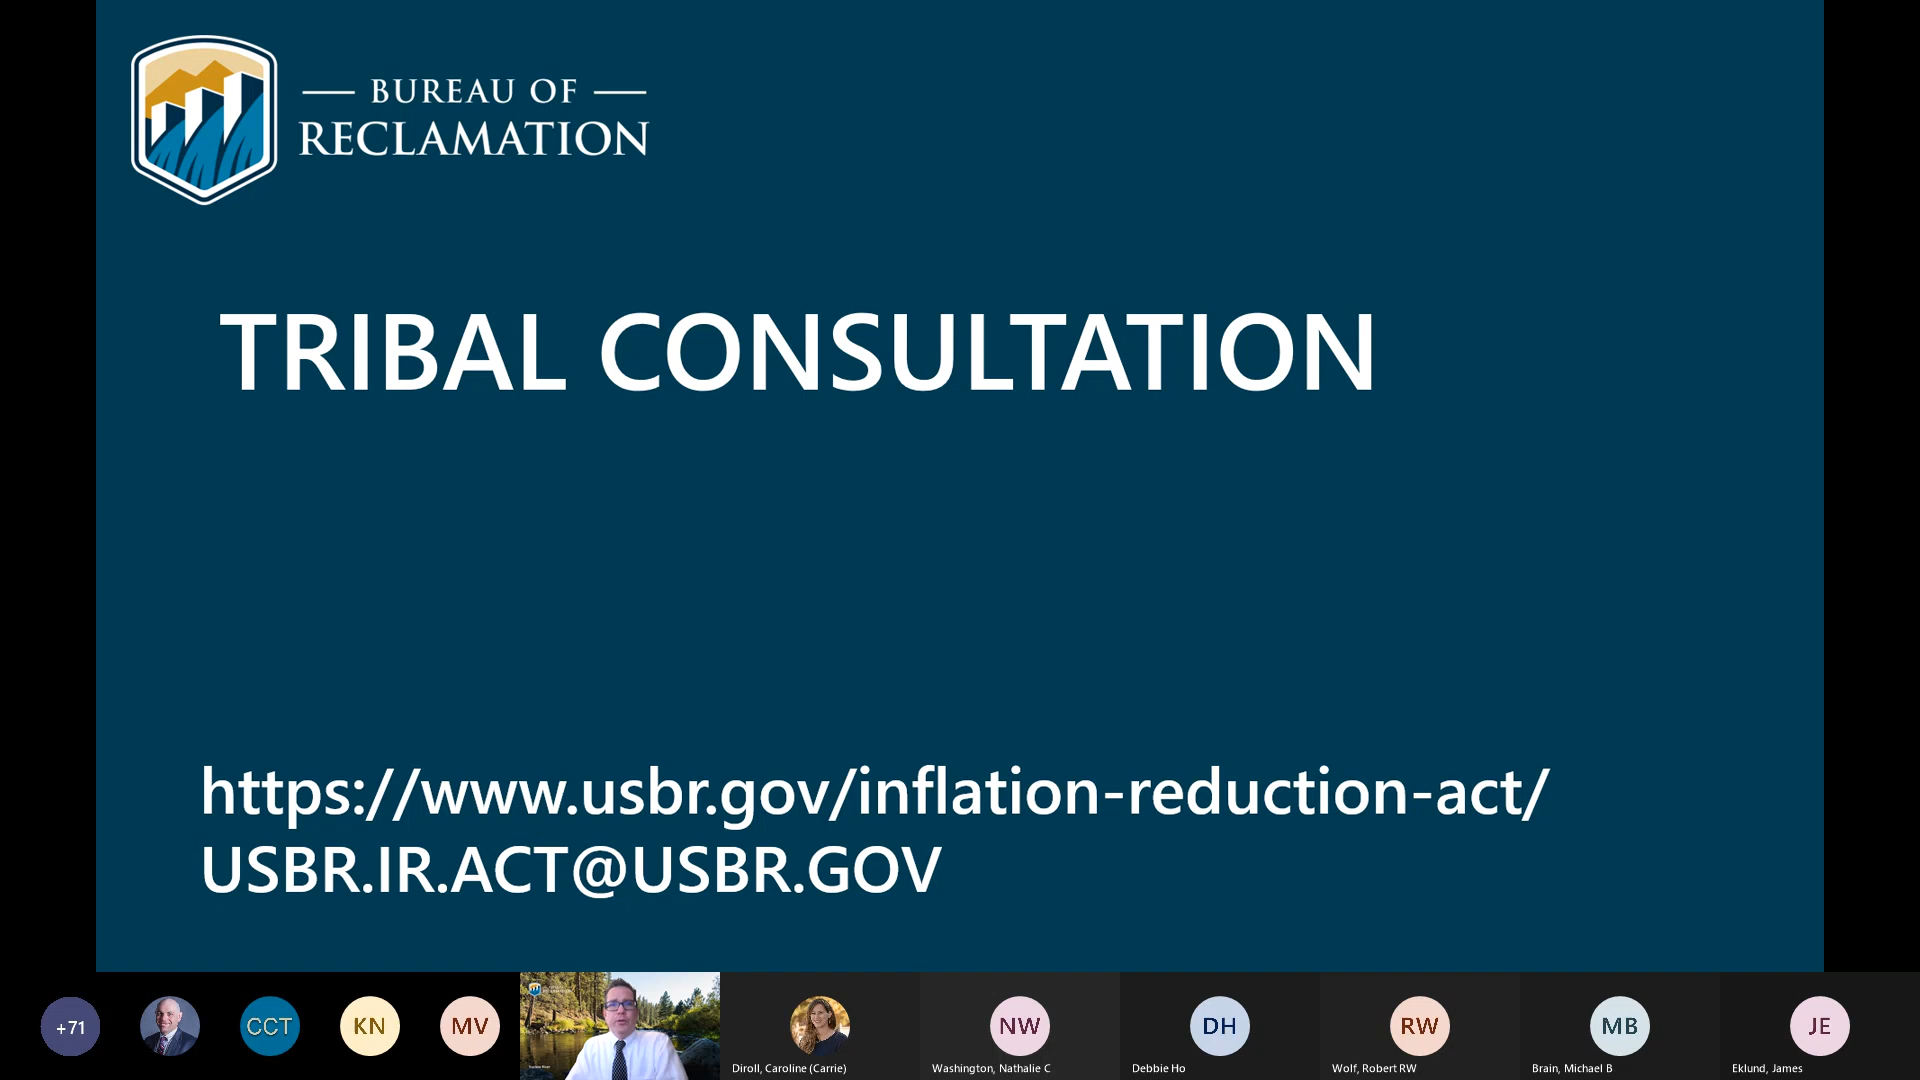 BUREAU OF
RECLAMATION
TRIBAL CONSULTATION
https://www.usbr.gov/inflation-reduction-act/
USBR.IR.ACT@USBR.GOV
+71
CCT
KN
MV
NW
DH
RW
MB
JE
Diroll, Caroline (Carrie)
Washington, Nathalie C
Debbie Ho
Wolf, Robert RW
Brain, Michael B
Eklund, James